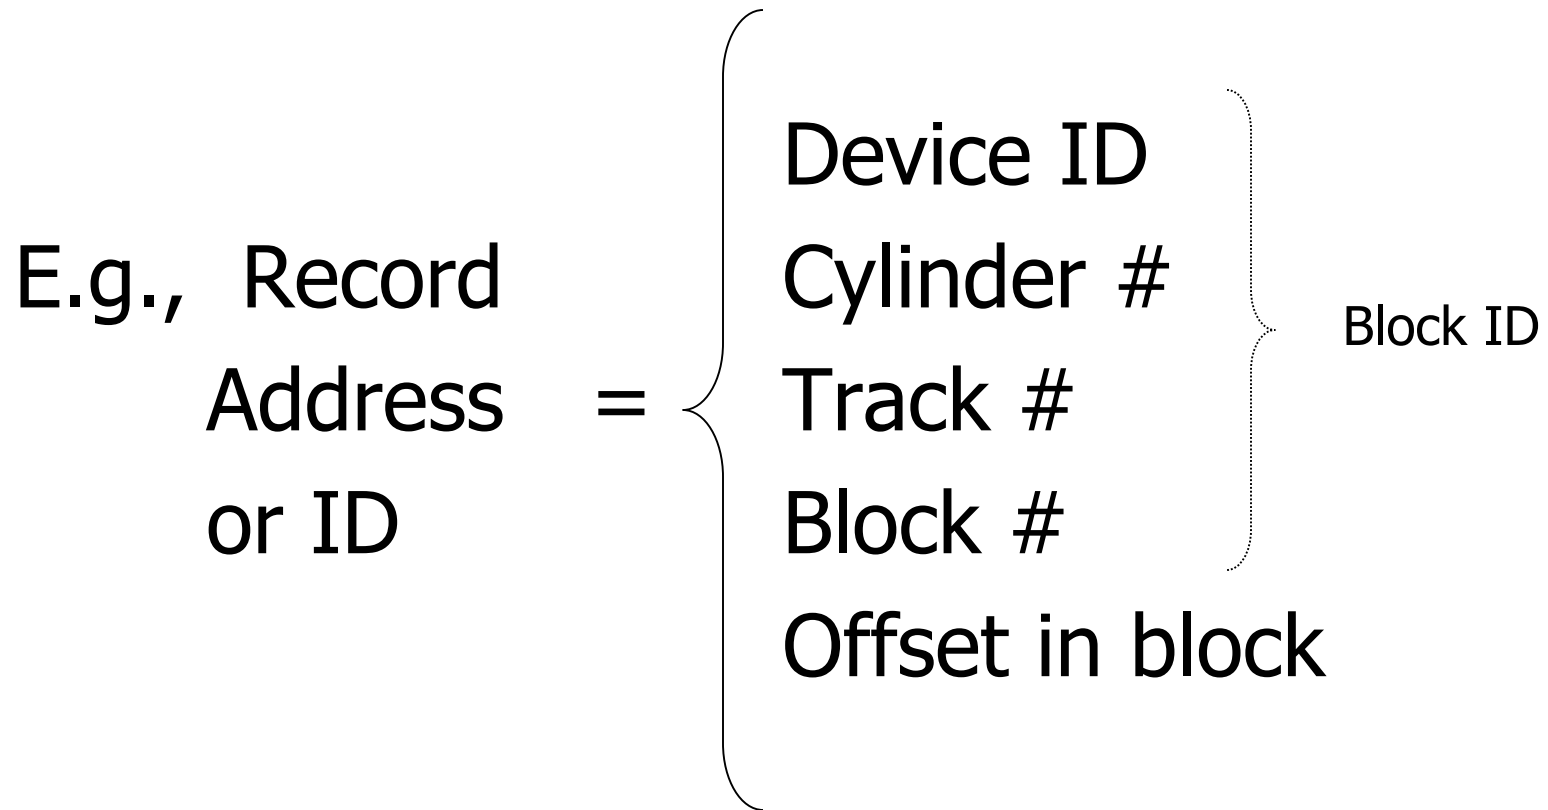 E.g., Record
Address =
or ID
Device ID
Cylinder #
Track #
Block #
Offset in block
Block ID